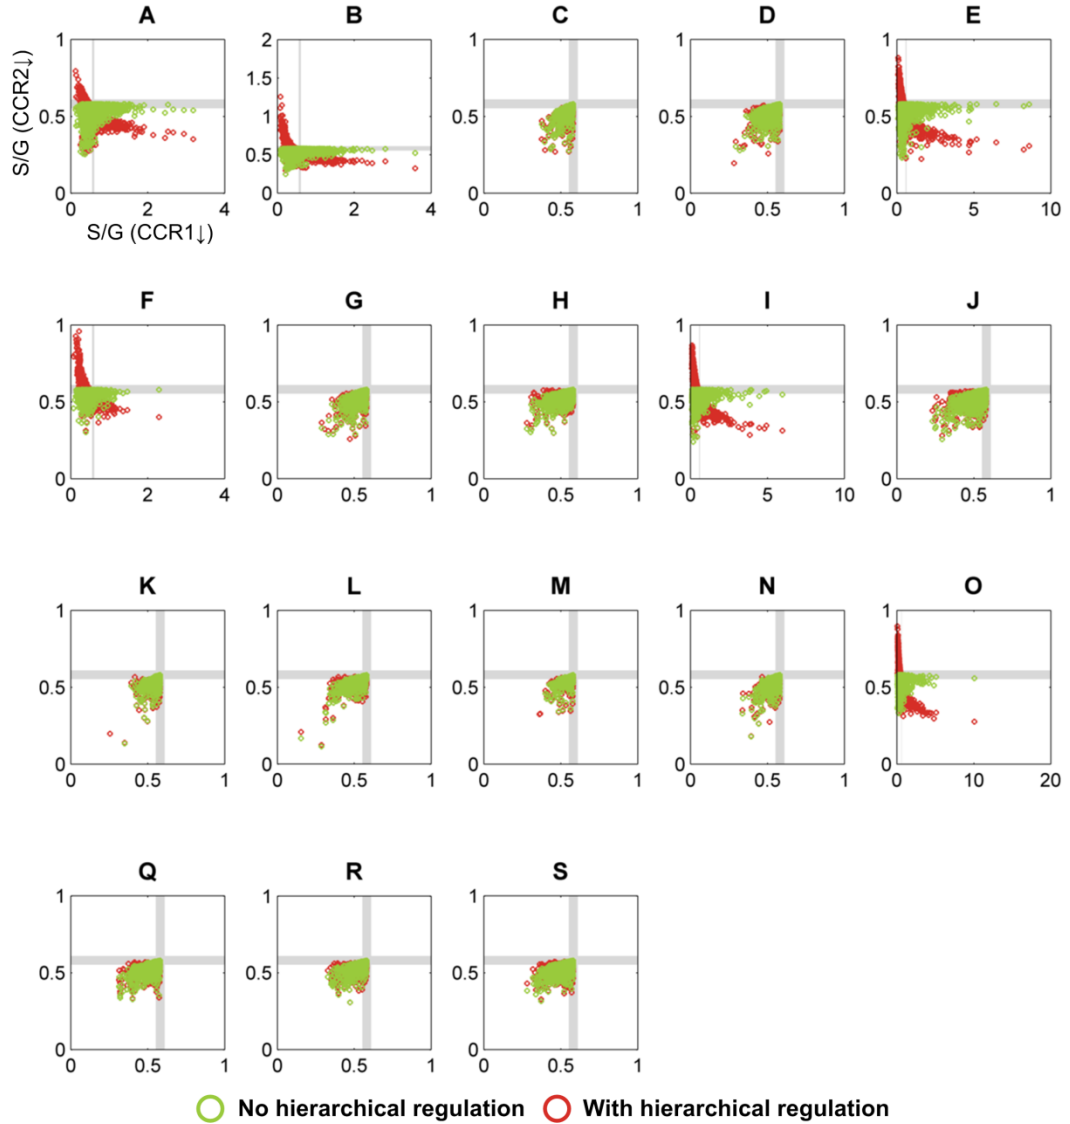 A B C D E
S/G (CCR2↓)
1 2 1 1 1
1.5
0.5 1 0.5 0.5 0.5
0.5
0 0 0 0 0
0 2 4 0 2 4 0 0.5 1 0 0.5 1 0 5 10
S/G (CCR1↓)
F G H I J
1 1 1 1 1
0.5 0.5 0.5 0.5 0.5
0 0 0 0 0
0 2 4 0 0.5 1 0 0.5 1 0 5 10 0 0.5 1
K L M N O
1 1 1 1 1
0.5 0.5 0.5 0.5 0.5
0 0 0 0 0
0 0.5 1 0 0.5 1 0 0.5 1 0 0.5 1 0 10 20
Q R S
1 1 1
0.5 0.5 0.5
0 0 0
0 0.5 1 0 0.5 1 0 0.5 1
No hierarchical regulation With hierarchical regulation